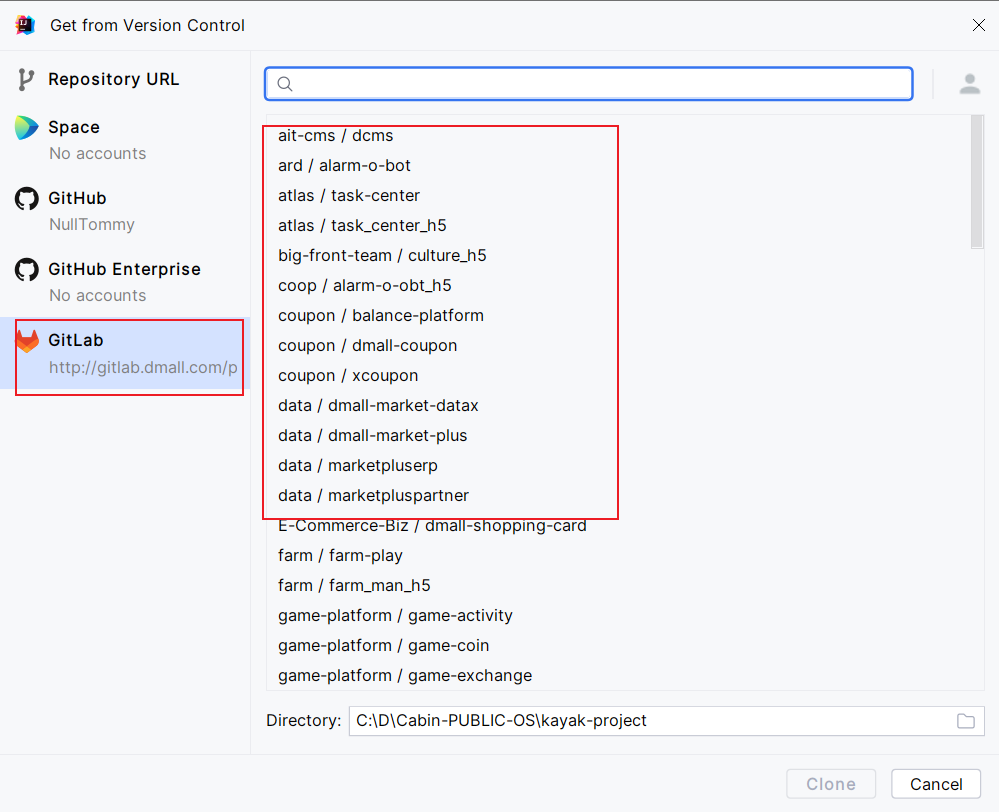 Get from Version Control
Repository URL
Space
No accounts
GitHub
NullTommy
GitHub Enterprise
No accounts
GitLab
http://gitlab.dmall.com/p
ait-cms / dcms
ard / alarm-o-bot
atlas / task-center
atlas / task_center_h5
big-front-team / culture_h5
coop / alarm-o-obt_h5
coupon / balance-platform
coupon / dmall-coupon
coupon / xcoupon
data / dmall-market-datax
data / dmall-market-plus
data / marketpluserp
data / marketpluspartner
E-Commerce-Biz / dmall-shopping-card
farm / farm-play
farm / farm_man_h5
game-platform / game-activity
game-platform / game-coin
game-platform / game-exchange
Directory: C:\D\Cabin-PUBLIC-OS\kayak-project
Clone Cancel